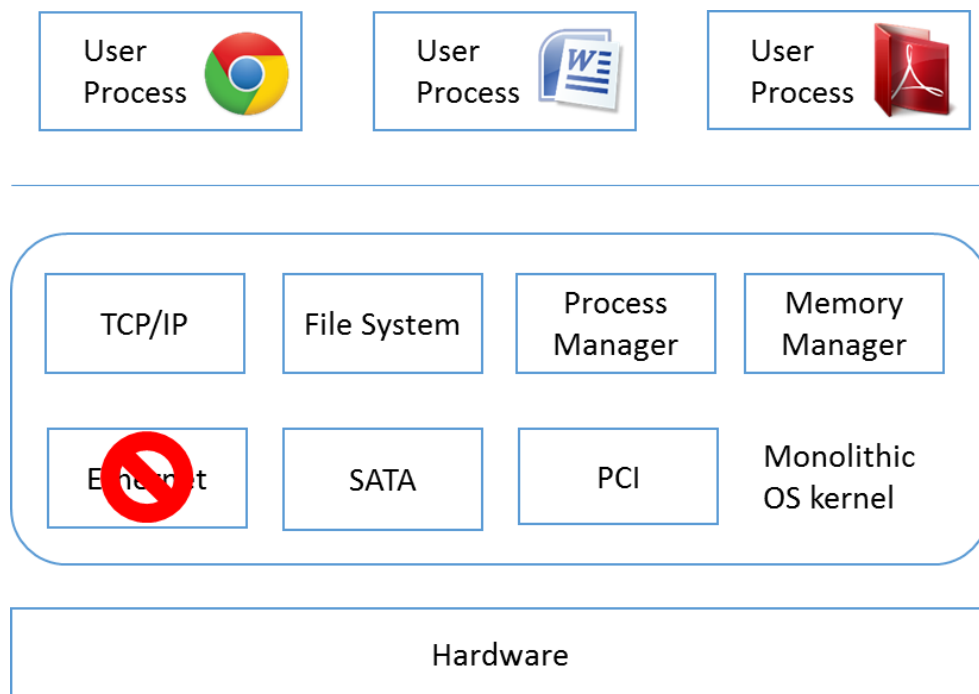 User
Process
User
Process
W
User
Process
TCP/IP
File System
Process
Manager
Memory
Manager
Ethernet
SATA
PCI
Monolithic
OS kernel
Hardware